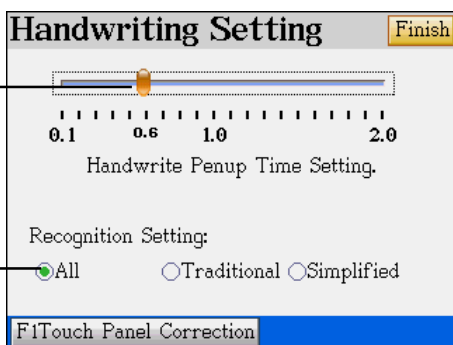 Handwriting Setting Finish
0.1 0.6 1.0 2.0
Handwrite Penup Time Setting.
Recognition Setting:
All Traditional Simplified
F1Touch Panel Correction